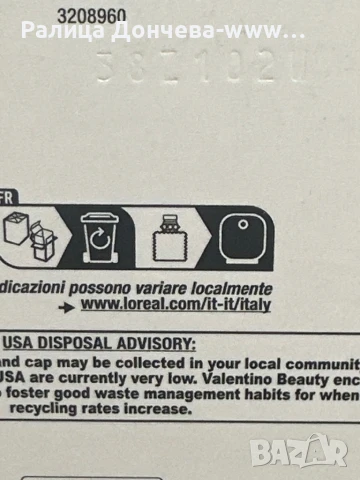 3208960
Ралица Дончева-www...
38Z102W
FR
dicazioni possono variare localmente
→ www.loreal.com/it-it/italy
USA DISPOSAL ADVISORY:
and cap may be collected in your local communit
USA are currently very low. Valentino Beauty enc
o foster good waste management habits for when
recycling rates increase.
BAZAR